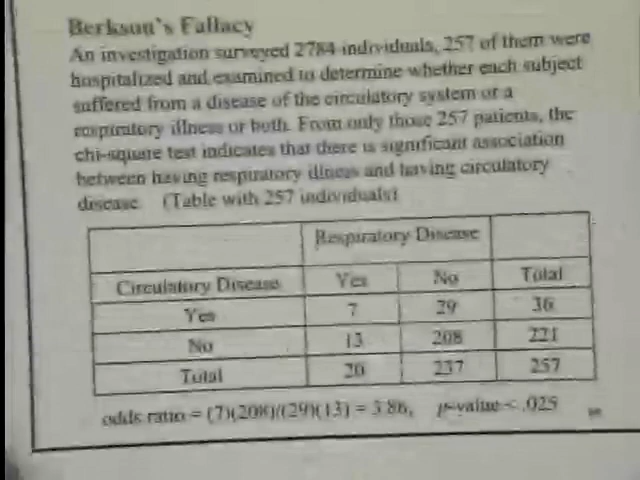 Berkson's Fallacy
An investigation surveyed 2784 individuals, 257 of them were
hospitalized and examined to determine whether each subject
suffered from a disease of the circulatory system or a
respiratory illness or both. From only those 257 patients, the
chi-square test indicates that there is significant association
between having respiratory illness and having circulatory
disease. (Table with 257 individuals)
Respiratory Disease
Circulatory Disease Yes No Total
Yes 7 29 36
No 13 208 221
Total 20 237 257
odds ratio = (7)(208)/(29)(13) = 3.86, p-value < .025